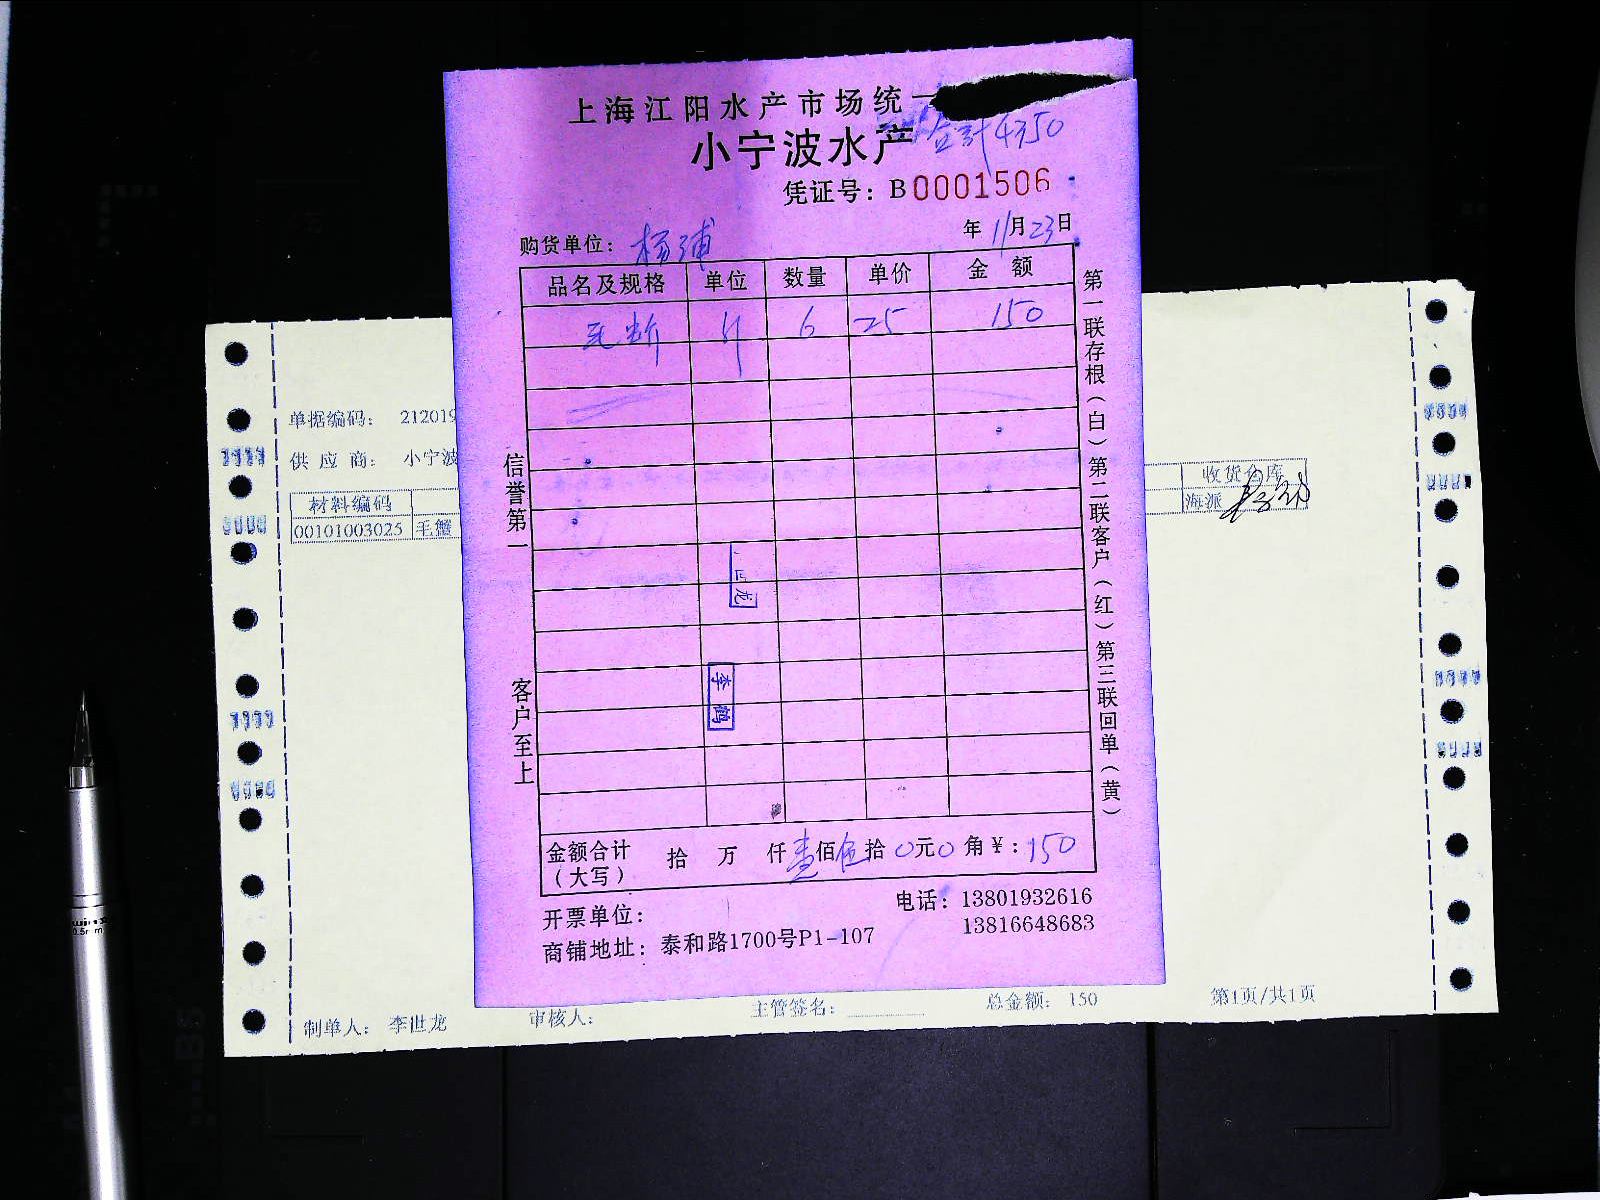 上海江阳水产市场统一
合计4350
小宁波水产
凭证号：B0001506
年11月23日
购货单位：杨浦
品名及规格 单位 数量 单价 金额
毛蟹 斤 6 25 150
信誉第一
客户至上
李鹤
第一联存根（白）第二联客户（红）第三联回单（黄）
金额合计（大写） 拾 万 仟壹佰伍拾0元0角￥：150
开票单位：
电话：13801932616
13816648683
商铺地址：泰和路1700号P1-107
单据编码： 212019
供应商： 小宁波
材料编码
收货仓库
00101003025 毛蟹
海派
制单人： 李世龙 审核人： 主管签名： 总金额： 150 第1页/共1页